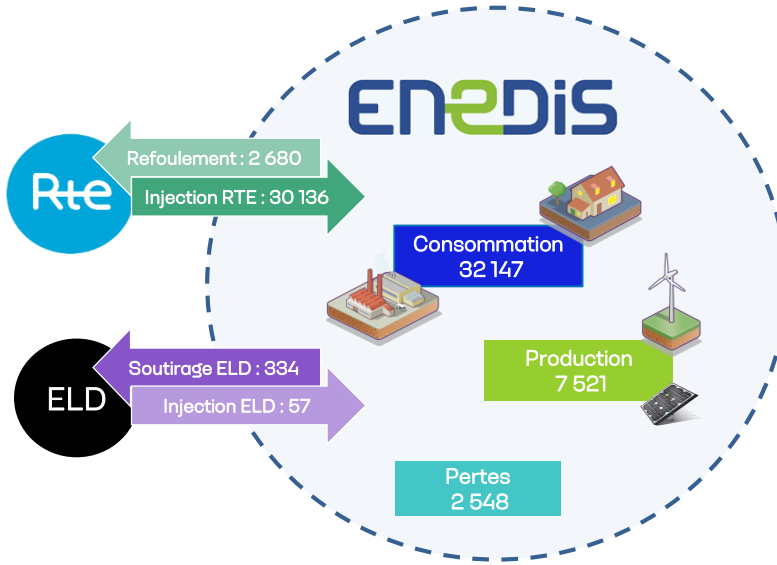 ENEDIS
Rte
Refoulement : 2 680
Injection RTE : 30 136
Consommation
32 147
Production
7 521
ELD
Soutirage ELD : 334
Injection ELD : 57
Pertes
2 548